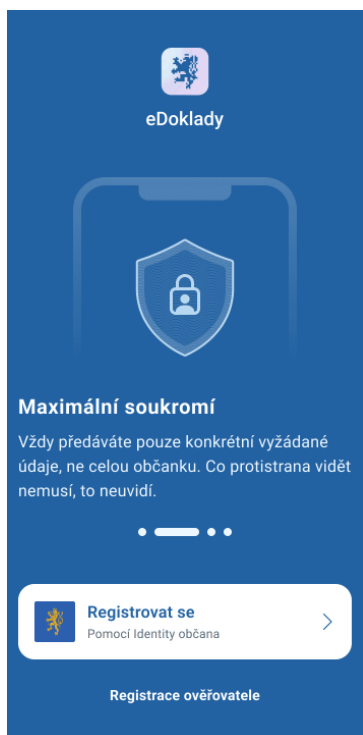 eDoklady
Maximální soukromí
Vždy předáváte pouze konkrétní vyžádané
údaje, ne celou občanku. Co protistrana vidět
nemusí, to neuvidí.
Registrovat se
Pomocí Identity občana
Registrace ověřovatele